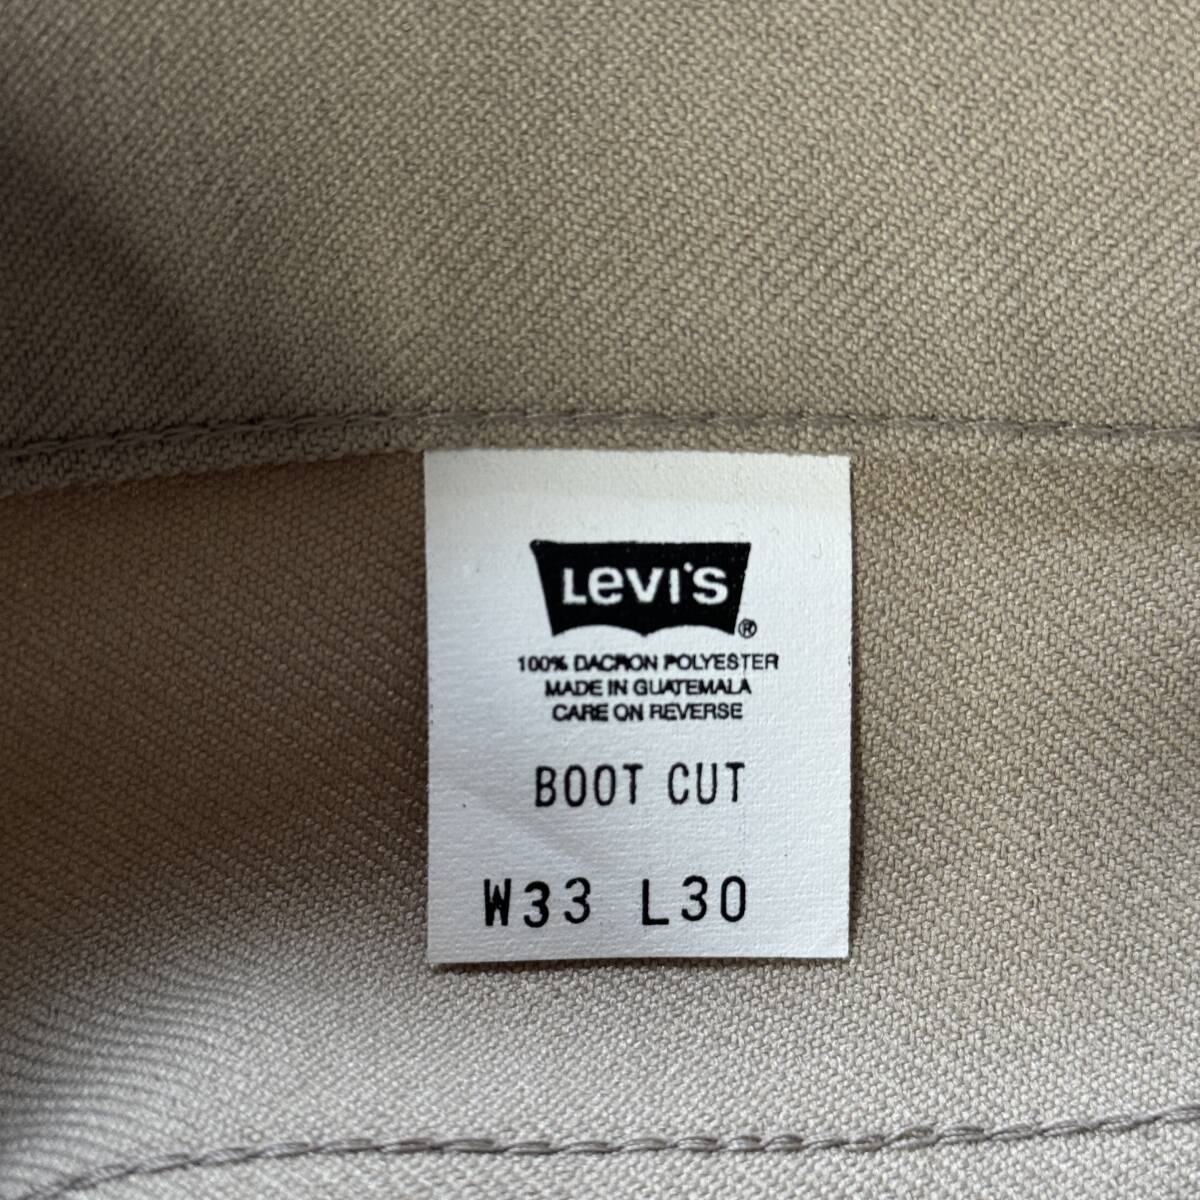 Levi's
®
100% DACRON POLYESTER
MADE IN GUATEMALA
CARE ON REVERSE
BOOT CUT
W33 L30